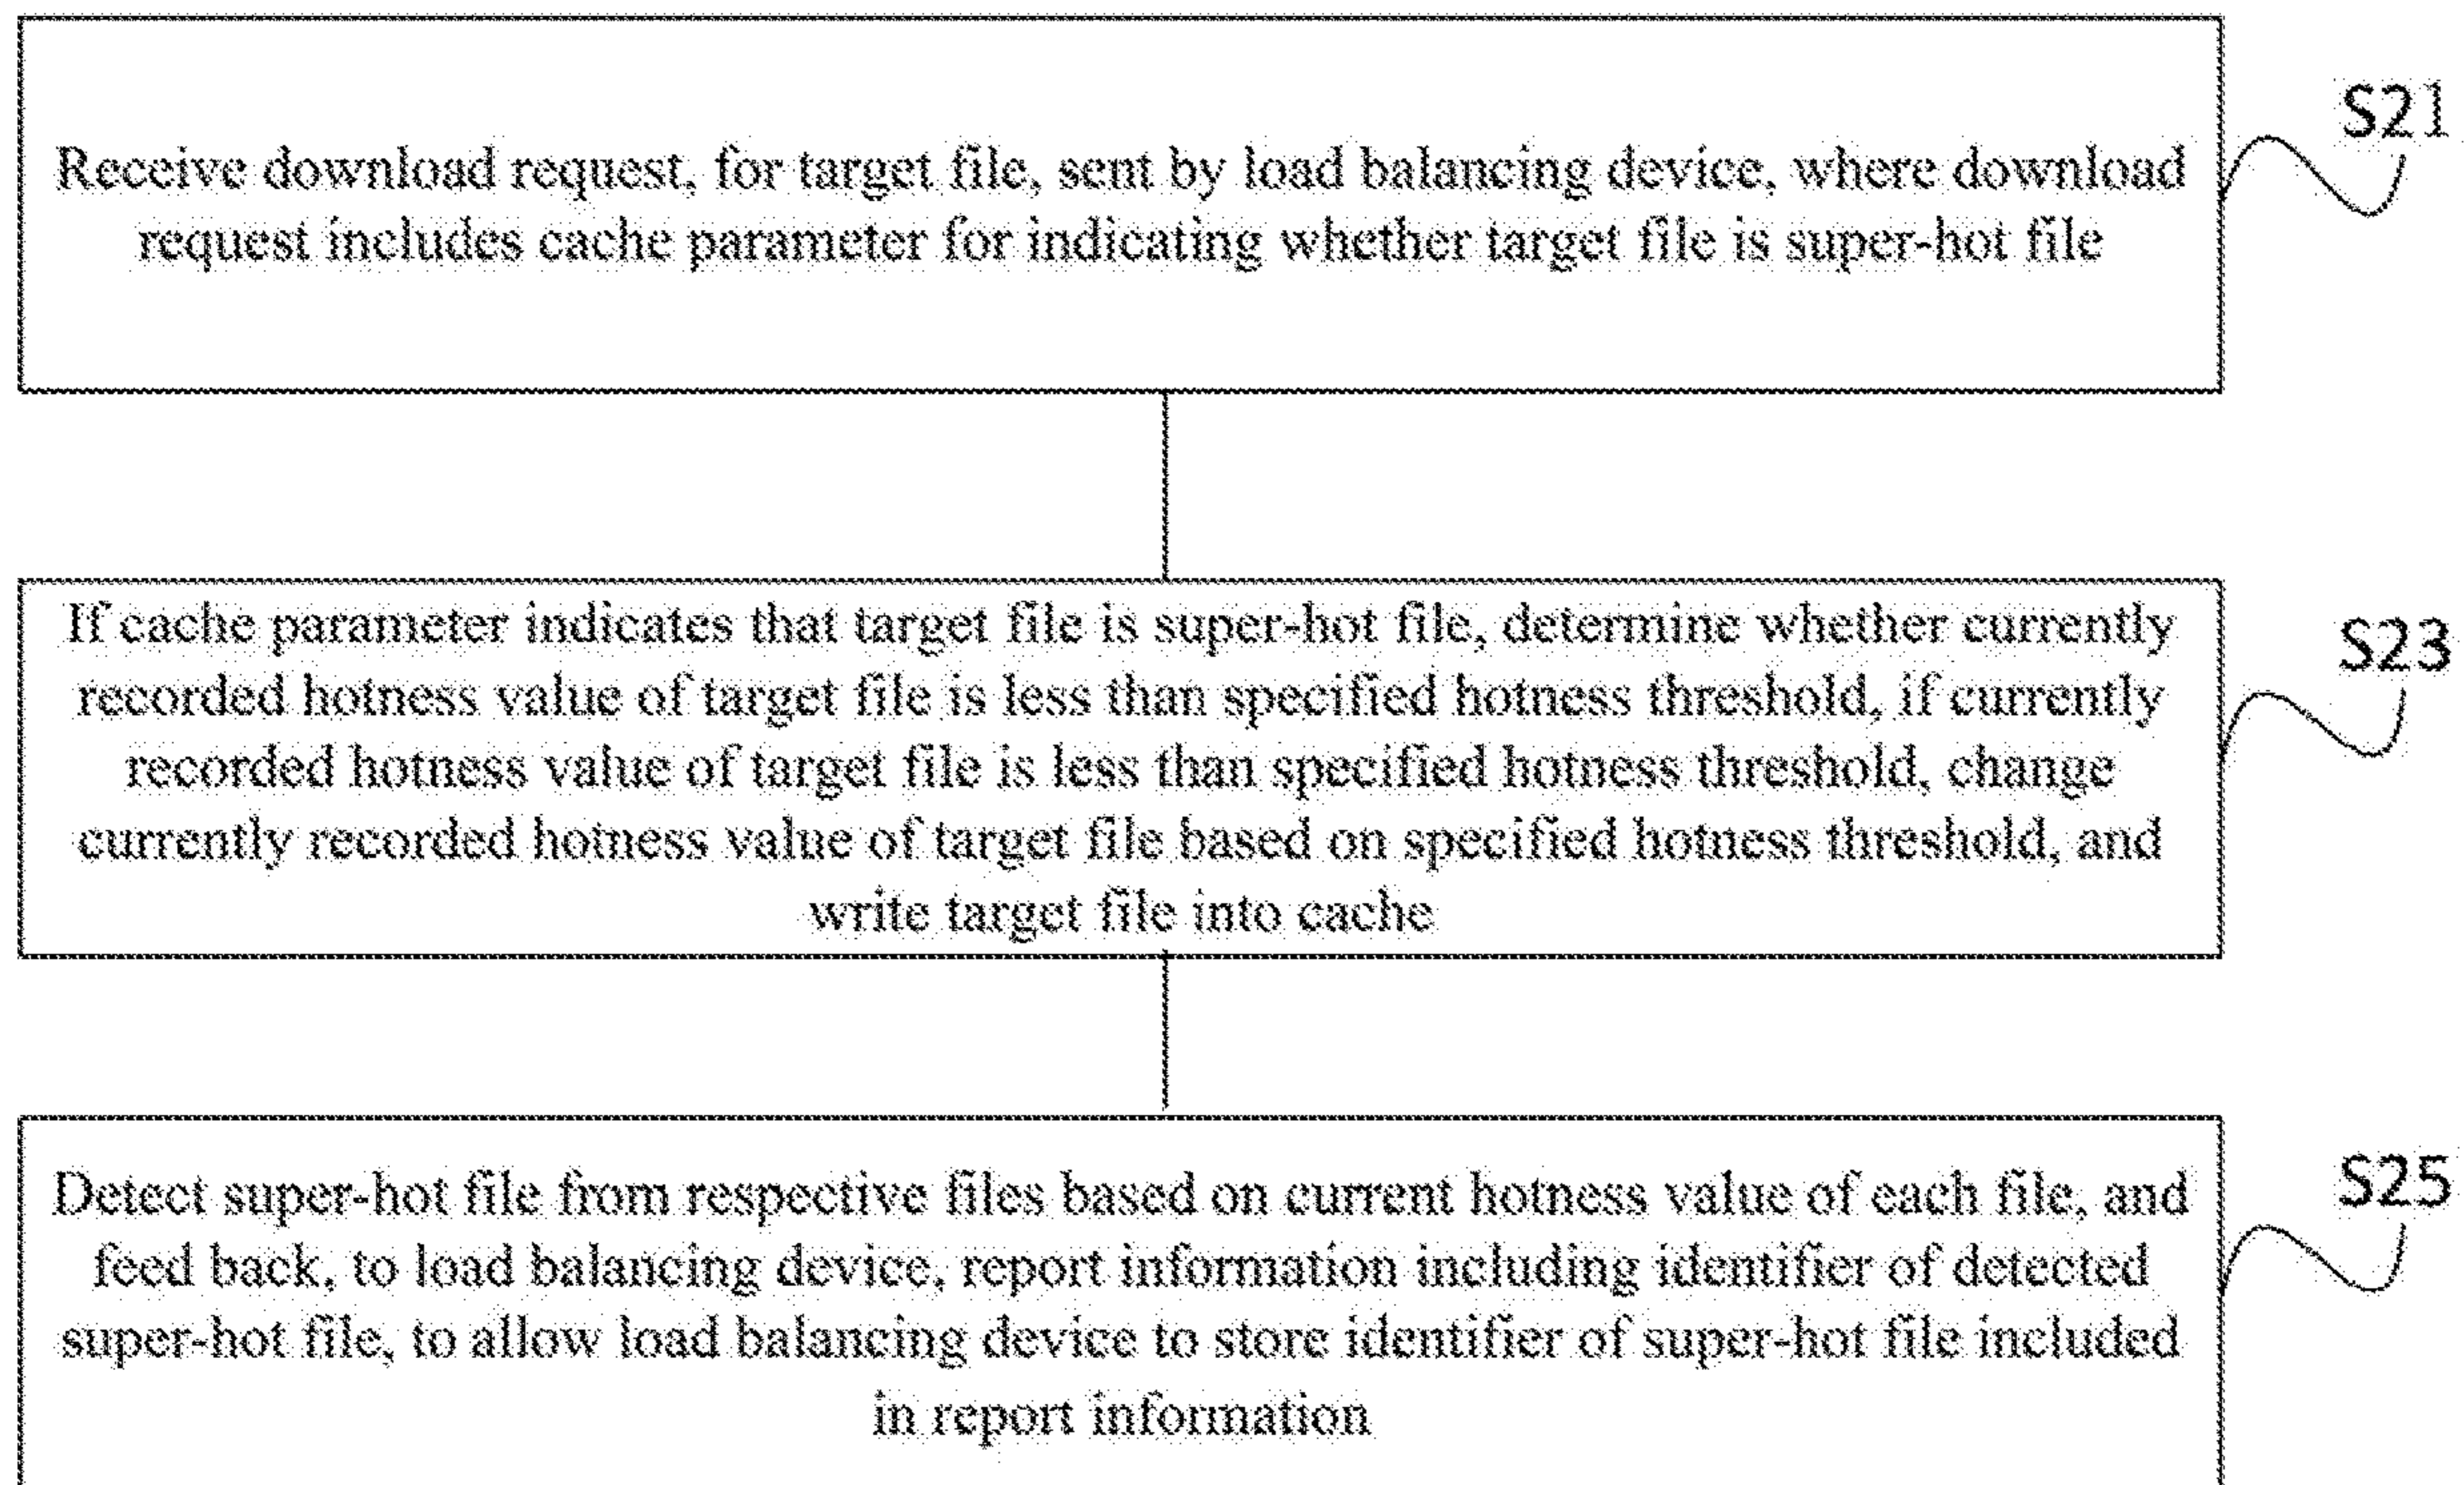 Receive download request, for target file, sent by load balancing device, where download
request includes cache parameter for indicating whether target file is super-hot file
S21
If cache parameter indicates that target file is super-hot file, determine whether currently
recorded hotness value of target file is less than specified hotness threshold, if currently
recorded hotness value of target file is less than specified hotness threshold, change
currently recorded hotness value of target file based on specified hotness threshold, and
write target file into cache
S23
Detect super-hot file from respective files based on current hotness value of each file, and
feed back, to load balancing device, report information including identifier of detected
super-hot file, to allow load balancing device to store identifier of super-hot file included
in report information
S25